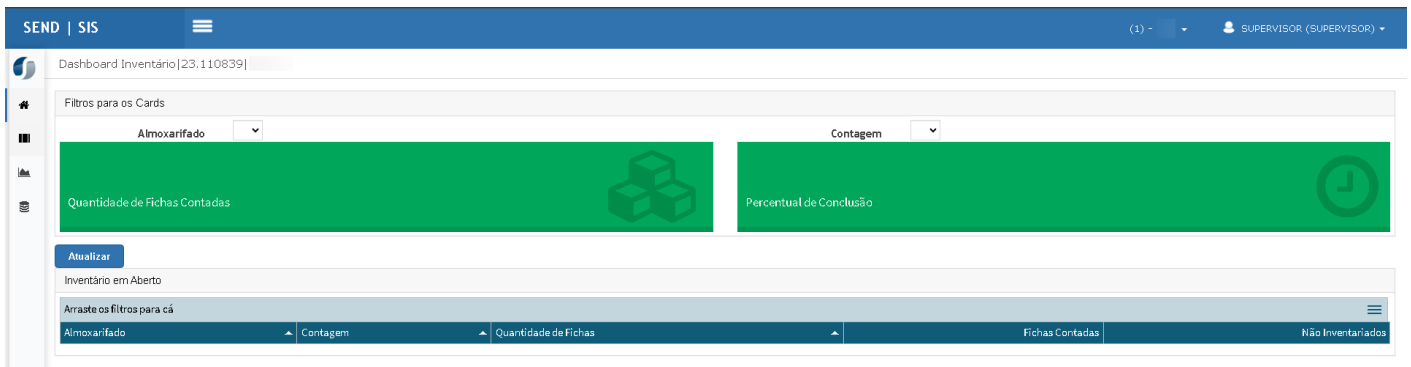 SEND | SIS
(1) -
SUPERVISOR (SUPERVISOR)
Dashboard Inventário|23.110839|
Filtros para os Cards
Almoxarifado
Contagem
Quantidade de Fichas Contadas
Percentual de Conclusão
Atualizar
Inventário em Aberto
Arraste os filtros para cá
Almoxarifado Contagem Quantidade de Fichas Fichas Contadas Não Inventariados